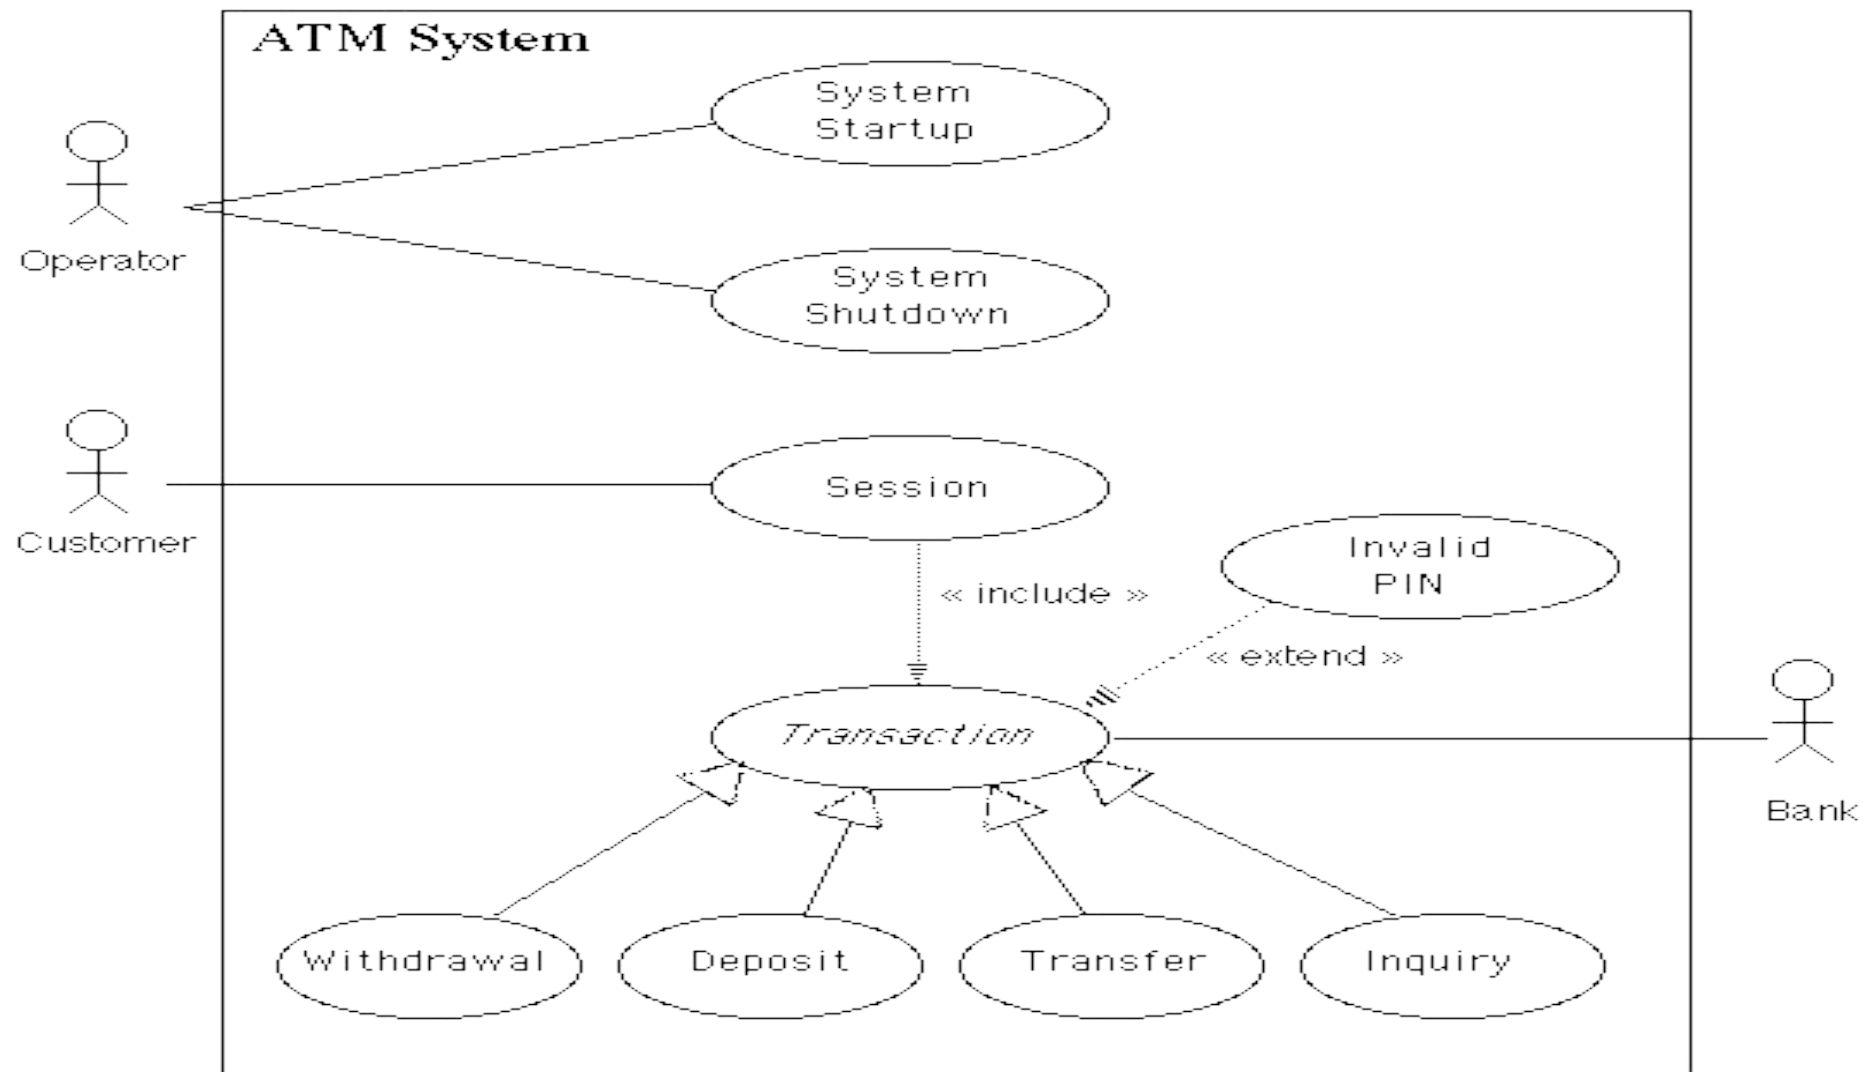 ATM System
System
Startup
Operator
System
Shutdown
Customer
Session
Invalid
PIN
« include »
« extend »
Transaction
Bank
Withdrawal
Deposit
Transfer
Inquiry